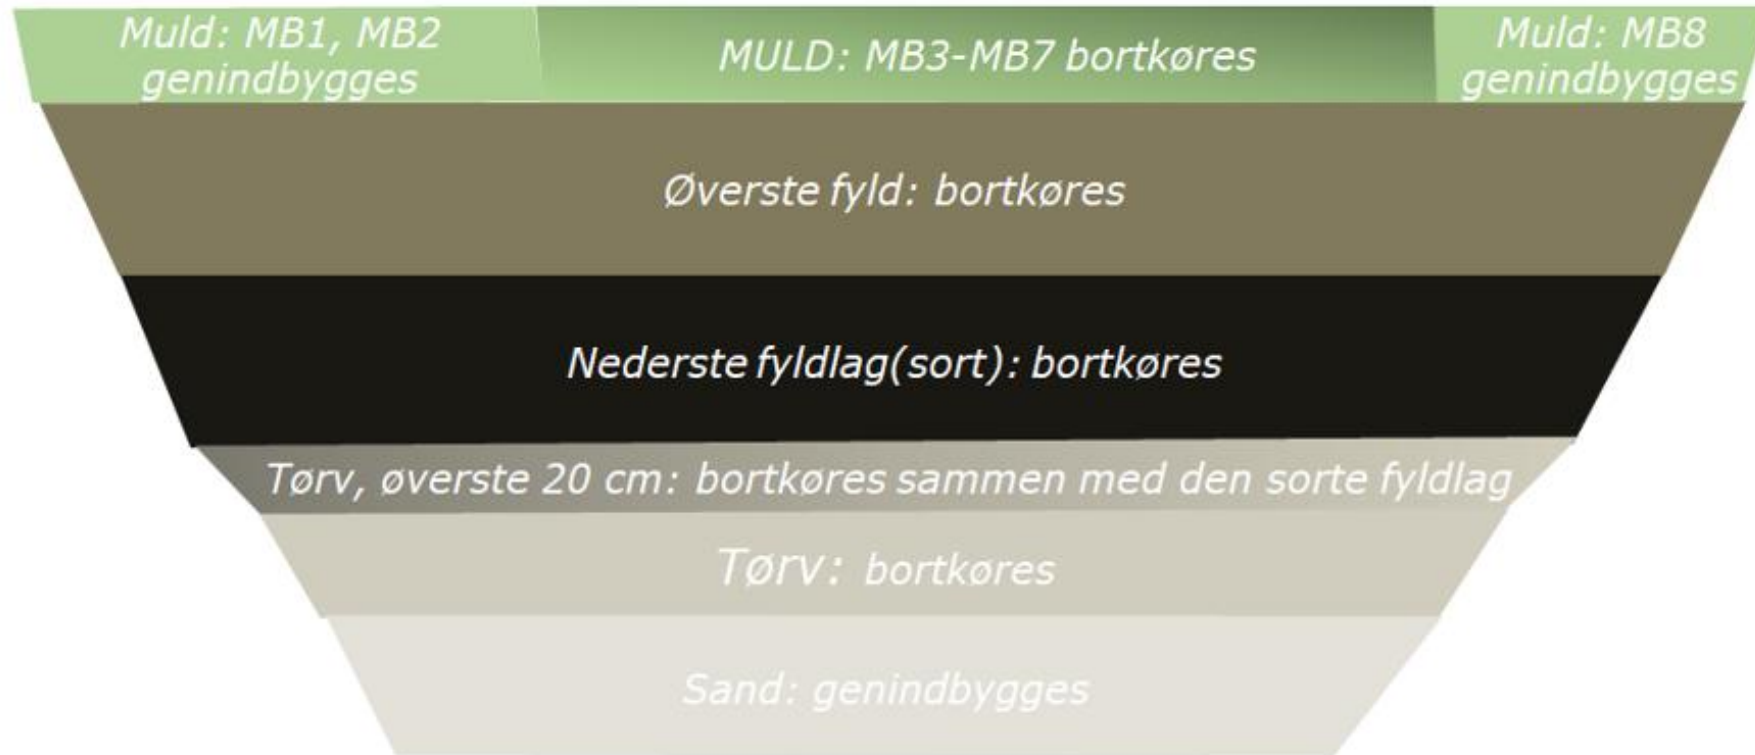 Muld: MB1, MB2
genindbygges
MULD: MB3-MB7 bortkøres
Muld: MB8
genindbygges
Øverste fyld: bortkøres
Nederste fyldlag(sort): bortkøres
Tørv, øverste 20 cm: bortkøres sammen med den sorte fyldlag
Tørv: bortkøres
Sand: genindbygges